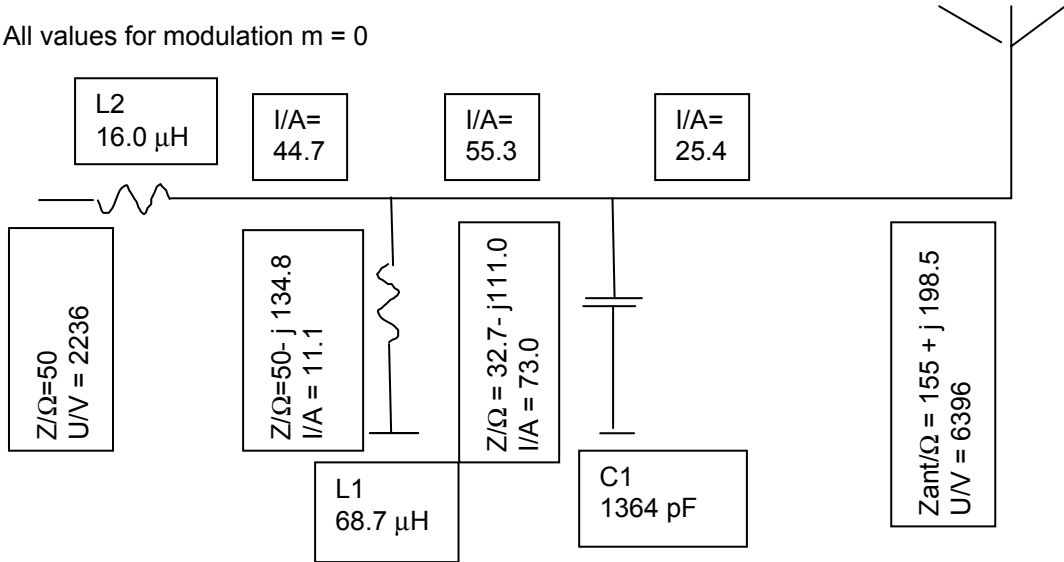 All values for modulation m = 0
L2
16.0 μH
I/A=
44.7
I/A=
55.3
I/A=
25.4
Z/Ω=50
U/V = 2236
Z/Ω=50- j 134.8
I/A = 11.1
Z/Ω = 32.7- j111.0
I/A = 73.0
Zant/Ω = 155 + j 198.5
U/V = 6396
L1
68.7 μH
C1
1364 pF